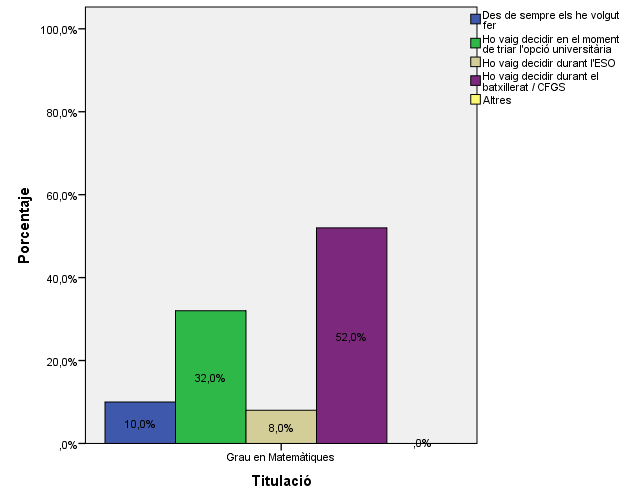 100,0%
80,0%
60,0%
40,0%
20,0%
,0%
Porcentaje
10,0%
32,0%
8,0%
52,0%
,0%
Grau en Matemàtiques
Titulació
Des de sempre els he volgut
fer
Ho vaig decidir en el moment
de triar l'opció universitària
Ho vaig decidir durant l'ESO
Ho vaig decidir durant el
batxillerat / CFGS
Altres